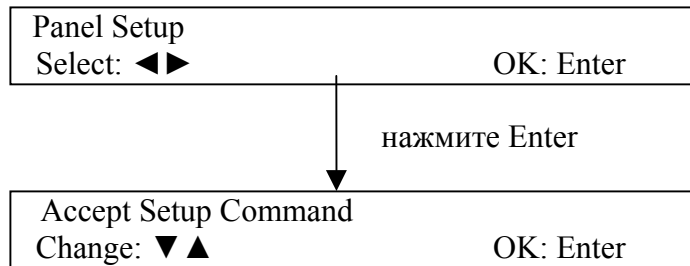 Panel Setup
Select: ◄► OK: Enter
нажмите Enter
Accept Setup Command
Change: ▼▲ OK: Enter